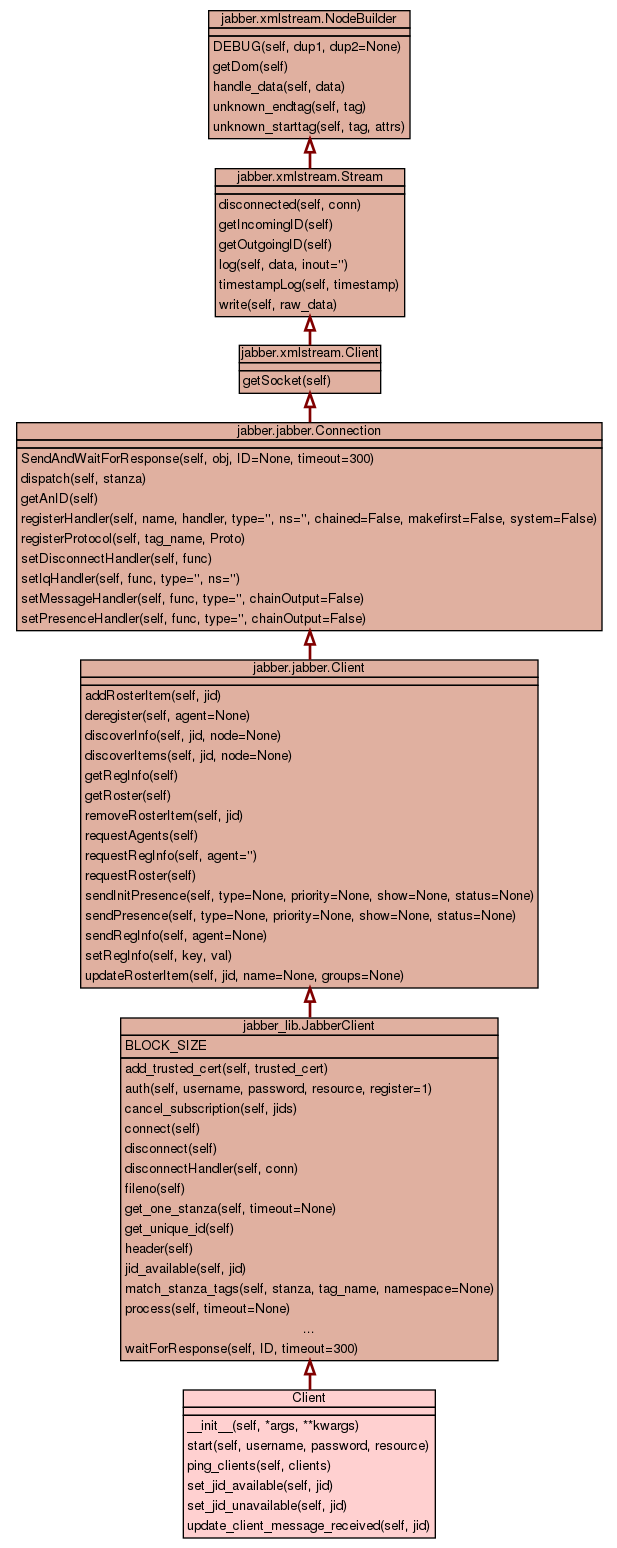 jabber.xmlstream.NodeBuilder
DEBUG(self, dup1, dup2=None)
getDom(self)
handle_data(self, data)
unknown_endtag(self, tag)
unknown_starttag(self, tag, attrs)
jabber.xmlstream.Stream
disconnected(self, conn)
getIncomingID(self)
getOutgoingID(self)
log(self, data, inout='')
timestampLog(self, timestamp)
write(self, raw_data)
jabber.xmlstream.Client
getSocket(self)
jabber.jabber.Connection
SendAndWaitForResponse(self, obj, ID=None, timeout=300)
dispatch(self, stanza)
getAnID(self)
registerHandler(self, name, handler, type='', ns='', chained=False, makefirst=False, system=False)
registerProtocol(self, tag_name, Proto)
setDisconnectHandler(self, func)
setIqHandler(self, func, type='', ns='')
setMessageHandler(self, func, type='', chainOutput=False)
setPresenceHandler(self, func, type='', chainOutput=False)
jabber.jabber.Client
addRosterItem(self, jid)
deregister(self, agent=None)
discoverInfo(self, jid, node=None)
discoverItems(self, jid, node=None)
getRegInfo(self)
getRoster(self)
removeRosterItem(self, jid)
requestAgents(self)
requestRegInfo(self, agent='')
requestRoster(self)
sendInitPresence(self, type=None, priority=None, show=None, status=None)
sendPresence(self, type=None, priority=None, show=None, status=None)
sendRegInfo(self, agent=None)
setRegInfo(self, key, val)
updateRosterItem(self, jid, name=None, groups=None)
jabber_lib.JabberClient
BLOCK_SIZE
add_trusted_cert(self, trusted_cert)
auth(self, username, password, resource, register=1)
cancel_subscription(self, jids)
connect(self)
disconnect(self)
disconnectHandler(self, conn)
fileno(self)
get_one_stanza(self, timeout=None)
get_unique_id(self)
header(self)
jid_available(self, jid)
match_stanza_tags(self, stanza, tag_name, namespace=None)
process(self, timeout=None)
...
waitForResponse(self, ID, timeout=300)
Client
__init__(self, *args, **kwargs)
start(self, username, password, resource)
ping_clients(self, clients)
set_jid_available(self, jid)
set_jid_unavailable(self, jid)
update_client_message_received(self, jid)